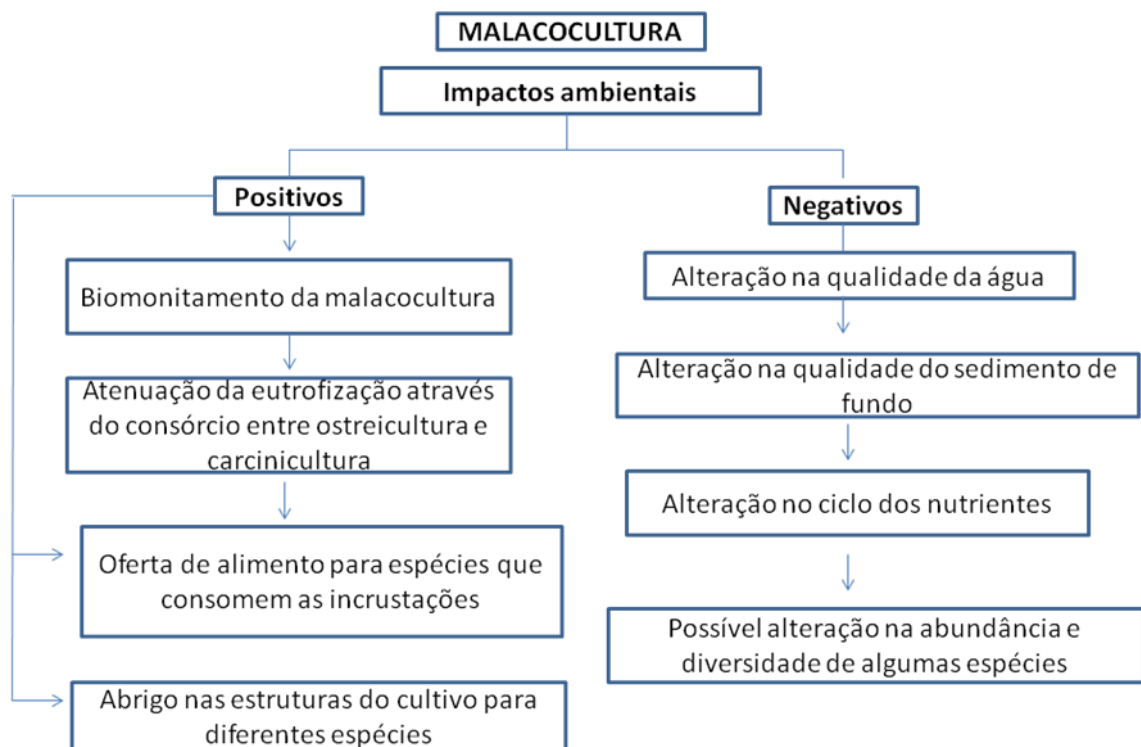 MALACOCULTURA
Impactos ambientais
Positivos
Biomonitamento da malacocultura
Atenuação da eutrofização através
do consórcio entre ostreicultura e
carcinicultura
Oferta de alimento para espécies que
consomem as incrustações
Abrigo nas estruturas do cultivo para
diferentes espécies
Negativos
Alteração na qualidade da água
Alteração na qualidade do sedimento de
fundo
Alteração no ciclo dos nutrientes
Possível alteração na abundância e
diversidade de algumas espécies